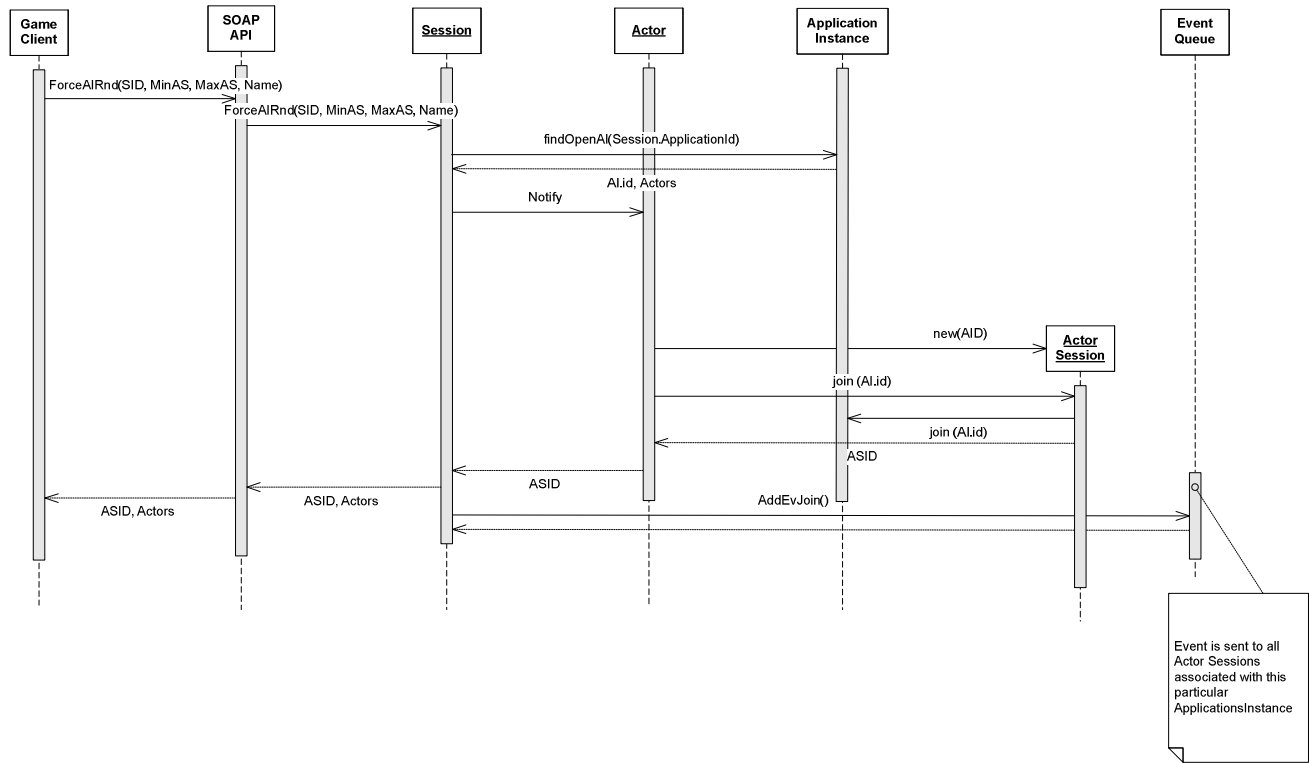 Game
Client
SOAP
API
Session
Actor
Application
Instance
Event
Queue
ForceAIRnd(SID, MinAS, MaxAS, Name)
ForceAIRnd(SID, MinAS, MaxAS, Name)
findOpenAI(Session.ApplicationId)
AI.id, Actors
Notify
new(AID)
Actor
Session
join (AI.id)
join (AI.id)
ASID
ASID
ASID, Actors
ASID, Actors
AddEvJoin()
Event is sent to all
Actor Sessions
associated with this
particular
ApplicationsInstance